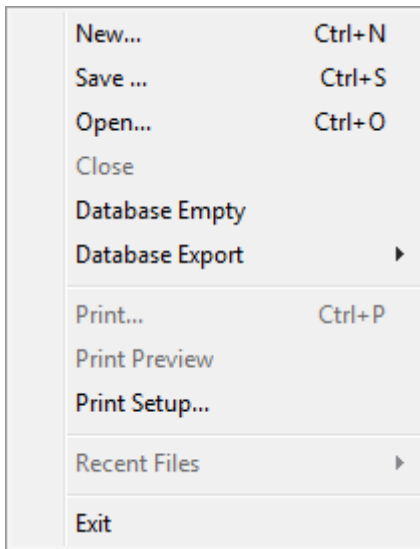 New... Ctrl+N
Save ... Ctrl+S
Open... Ctrl+O
Close
Database Empty
Database Export
Print... Ctrl+P
Print Preview
Print Setup...
Recent Files
Exit